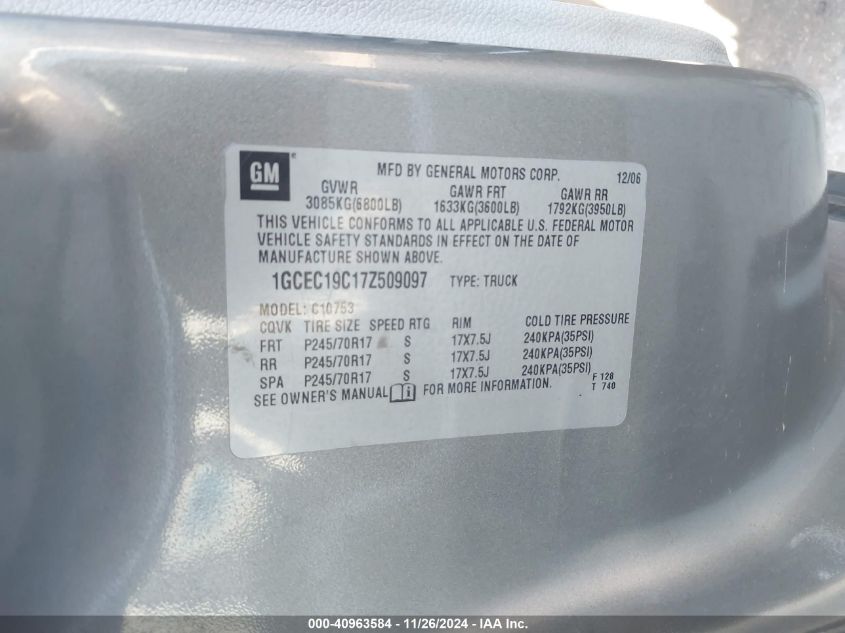 GM ® MFD BY GENERAL MOTORS CORP. 12/06
GVWR GAWR FRT GAWR RR
3085KG(6800LB) 1633KG(3600LB) 1792KG(3950LB)
THIS VEHICLE CONFORMS TO ALL APPLICABLE U.S. FEDERAL MOTOR
VEHICLE SAFETY STANDARDS IN EFFECT ON THE DATE OF
MANUFACTURE SHOWN ABOVE.
1GCEC19C17Z509097 TYPE: TRUCK
MODEL: C10753
CQVK TIRE SIZE SPEED RTG RIM COLD TIRE PRESSURE
FRT P245/70R17 S 17X7.5J 240KPA(35PSI)
RR P245/70R17 S 17X7.5J 240KPA(35PSI)
SPA P245/70R17 S 17X7.5J 240KPA(35PSI)
F 128
SEE OWNER'S MANUAL FOR MORE INFORMATION. T 740
000-40963584 - 11/26/2024 - IAA Inc.